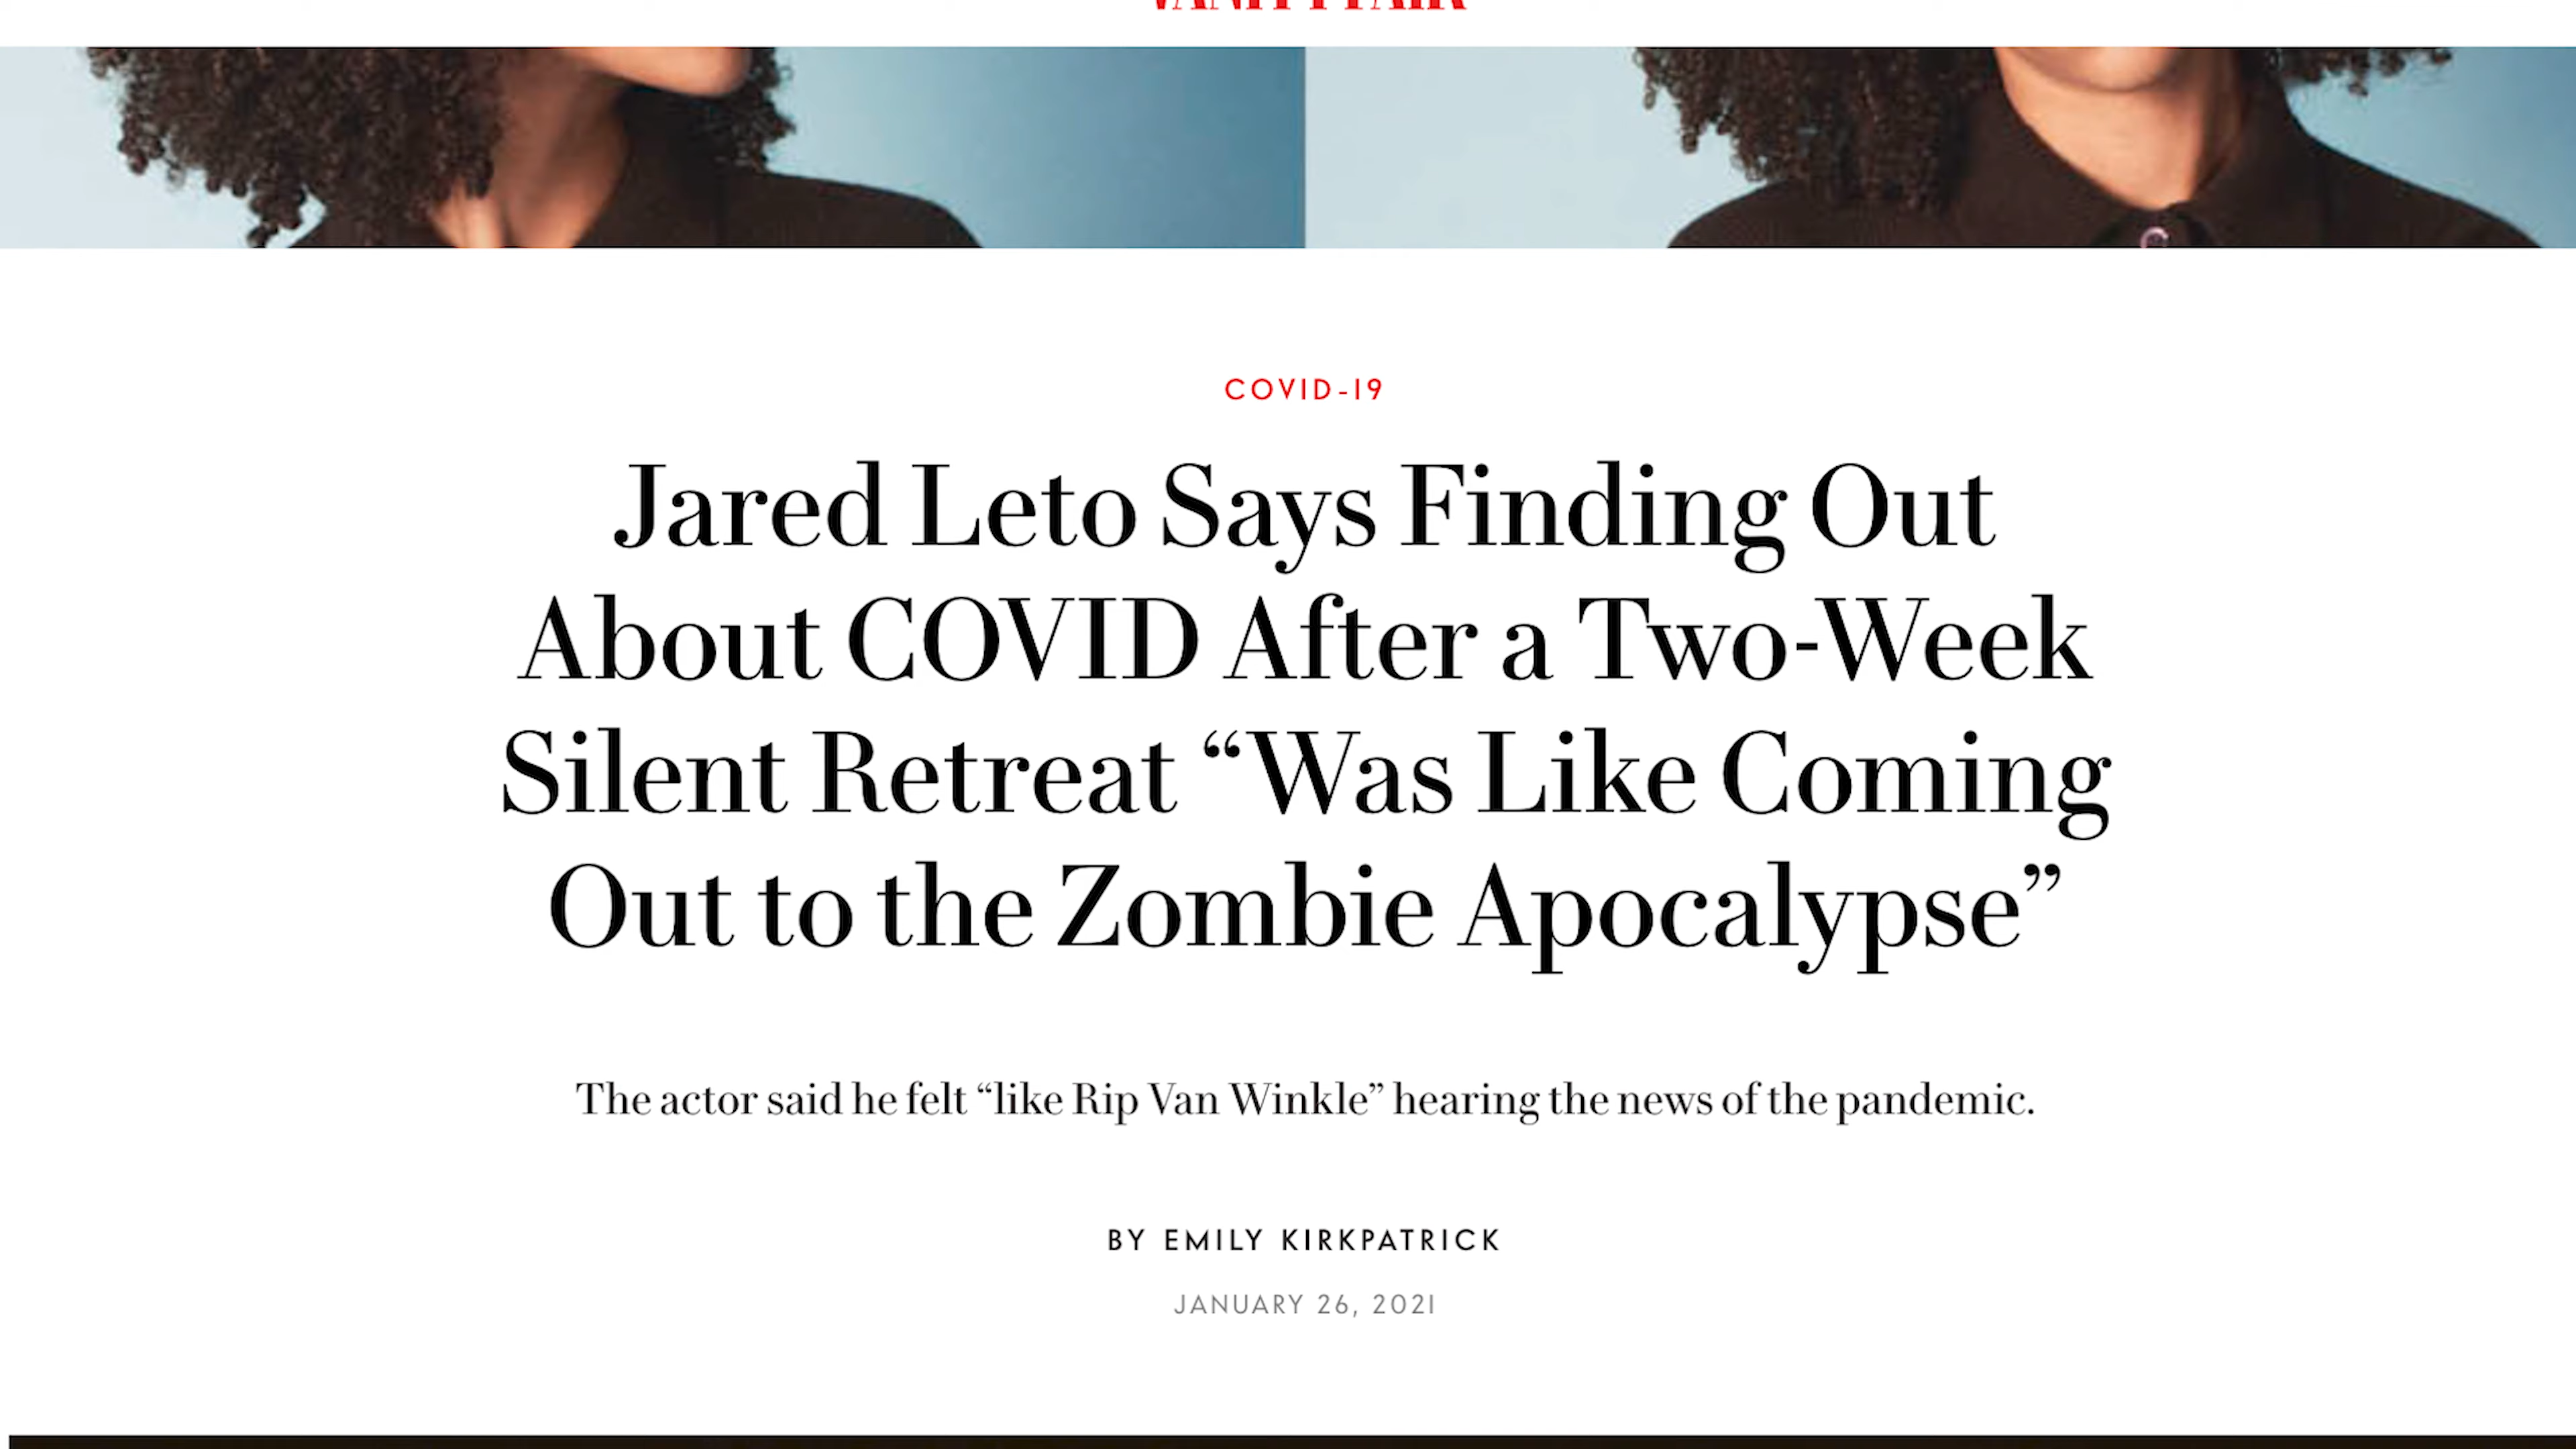 VANITY FAIR
COVID-19
Jared Leto Says Finding Out
About COVID After a Two-Week
Silent Retreat “Was Like Coming
Out to the Zombie Apocalypse”
The actor said he felt “like Rip Van Winkle” hearing the news of the pandemic.
BY EMILY KIRKPATRICK
JANUARY 26, 2021